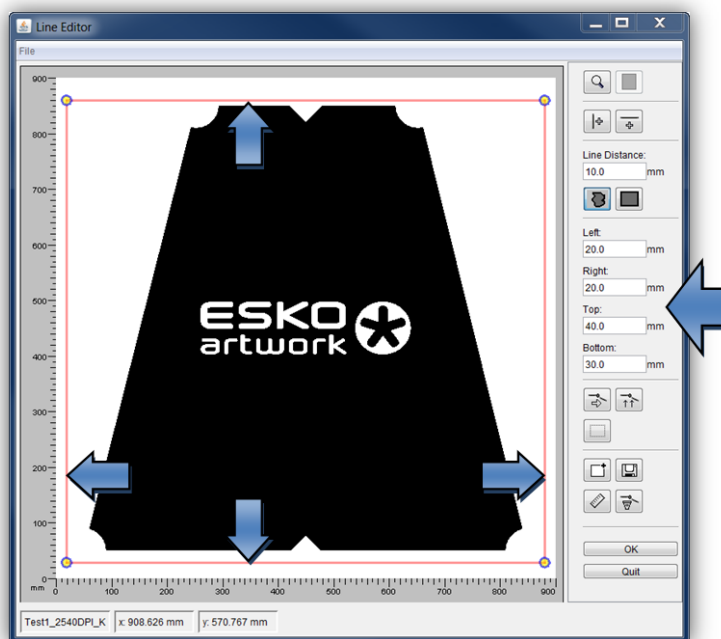 Line Editor
File
900
800
700
600
500
400
300
200
100
0
mm
0 100 200 300 400 500 600 700 800 900
ESKO
artwork
Line Distance:
10.0 mm
Left:
20.0 mm
Right:
20.0 mm
Top:
40.0 mm
Bottom:
30.0 mm
OK
Quit
Test1_2540DPI_K x: 908.626 mm y: 570.767 mm